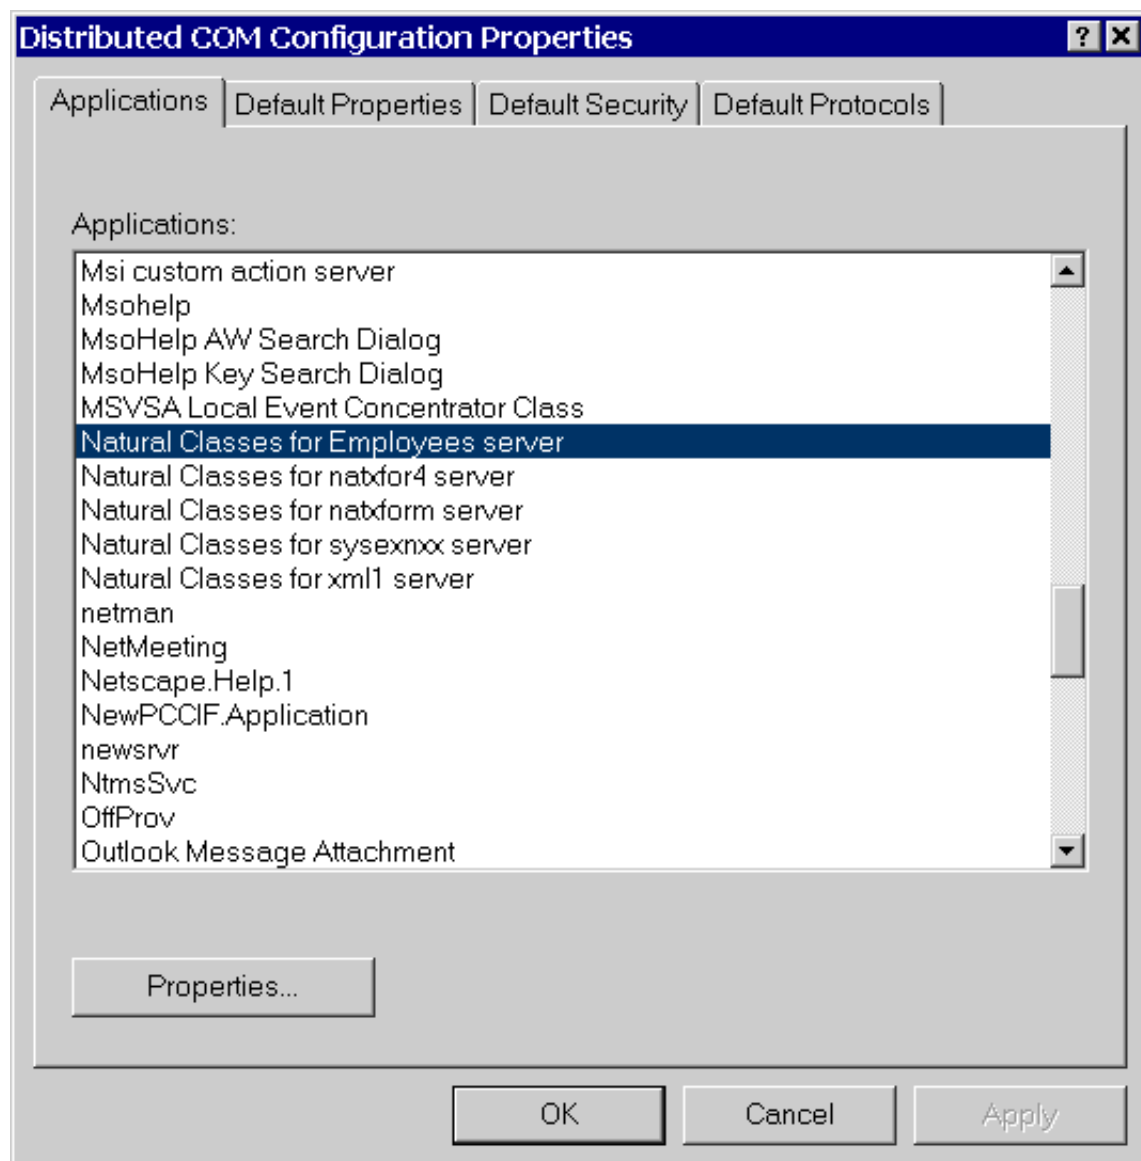 Distributed COM Configuration Properties
Applications Default Properties Default Security Default Protocols
Applications:
Msi custom action server
Msohelp
MsoHelp AW Search Dialog
MsoHelp Key Search Dialog
MSVSA Local Event Concentrator Class
Natural Classes for Employees server
Natural Classes for natxfor4 server
Natural Classes for natxform server
Natural Classes for sysexnxx server
Natural Classes for xml1 server
netman
NetMeeting
Netscape.Help.1
NewPCCIF.Application
newsrvr
NtmsSvc
OffProv
Outlook Message Attachment
Properties...
OK Cancel Apply